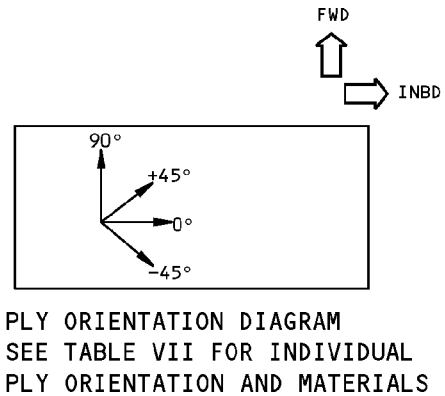 FWD
INBD
90°
+45°
0°
-45°
PLY ORIENTATION DIAGRAM
SEE TABLE VII FOR INDIVIDUAL
PLY ORIENTATION AND MATERIALS